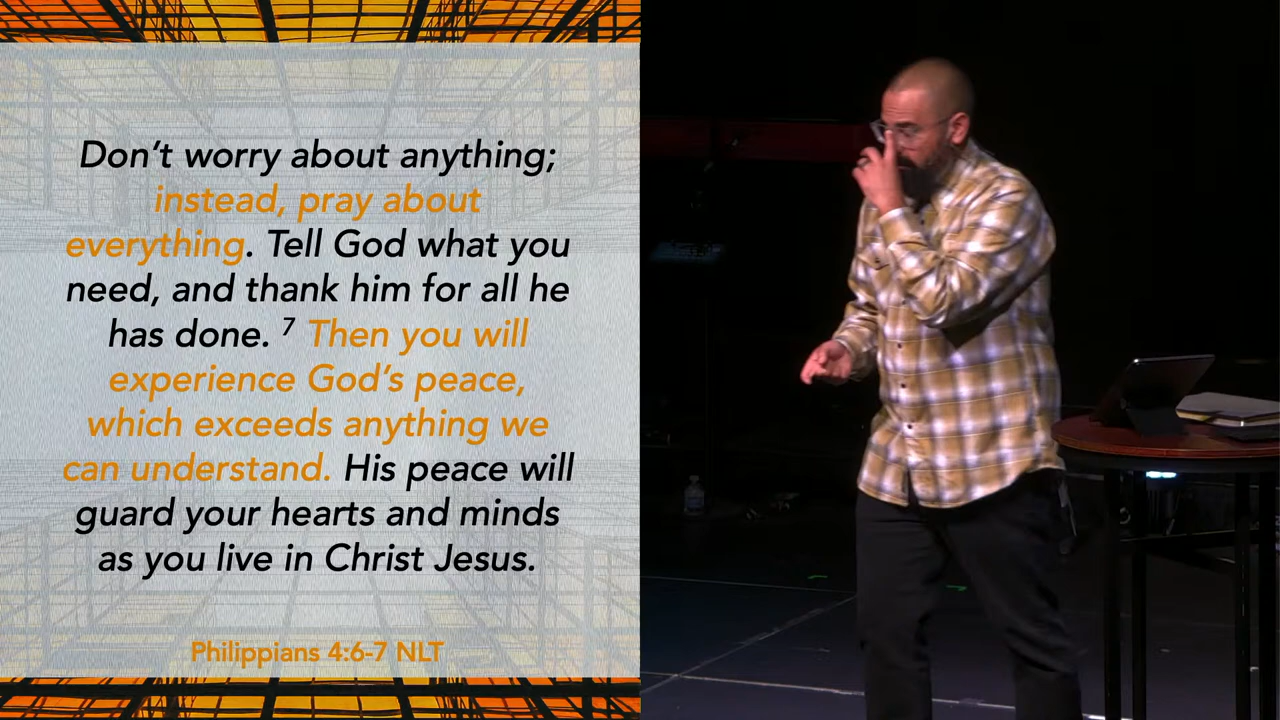 Don't worry about anything;
instead, pray about
everything. Tell God what you
need, and thank him for all he
has done. ⁷ Then you will
experience God's peace,
which exceeds anything we
can understand. His peace will
guard your hearts and minds
as you live in Christ Jesus.
Philippians 4:6-7 NLT